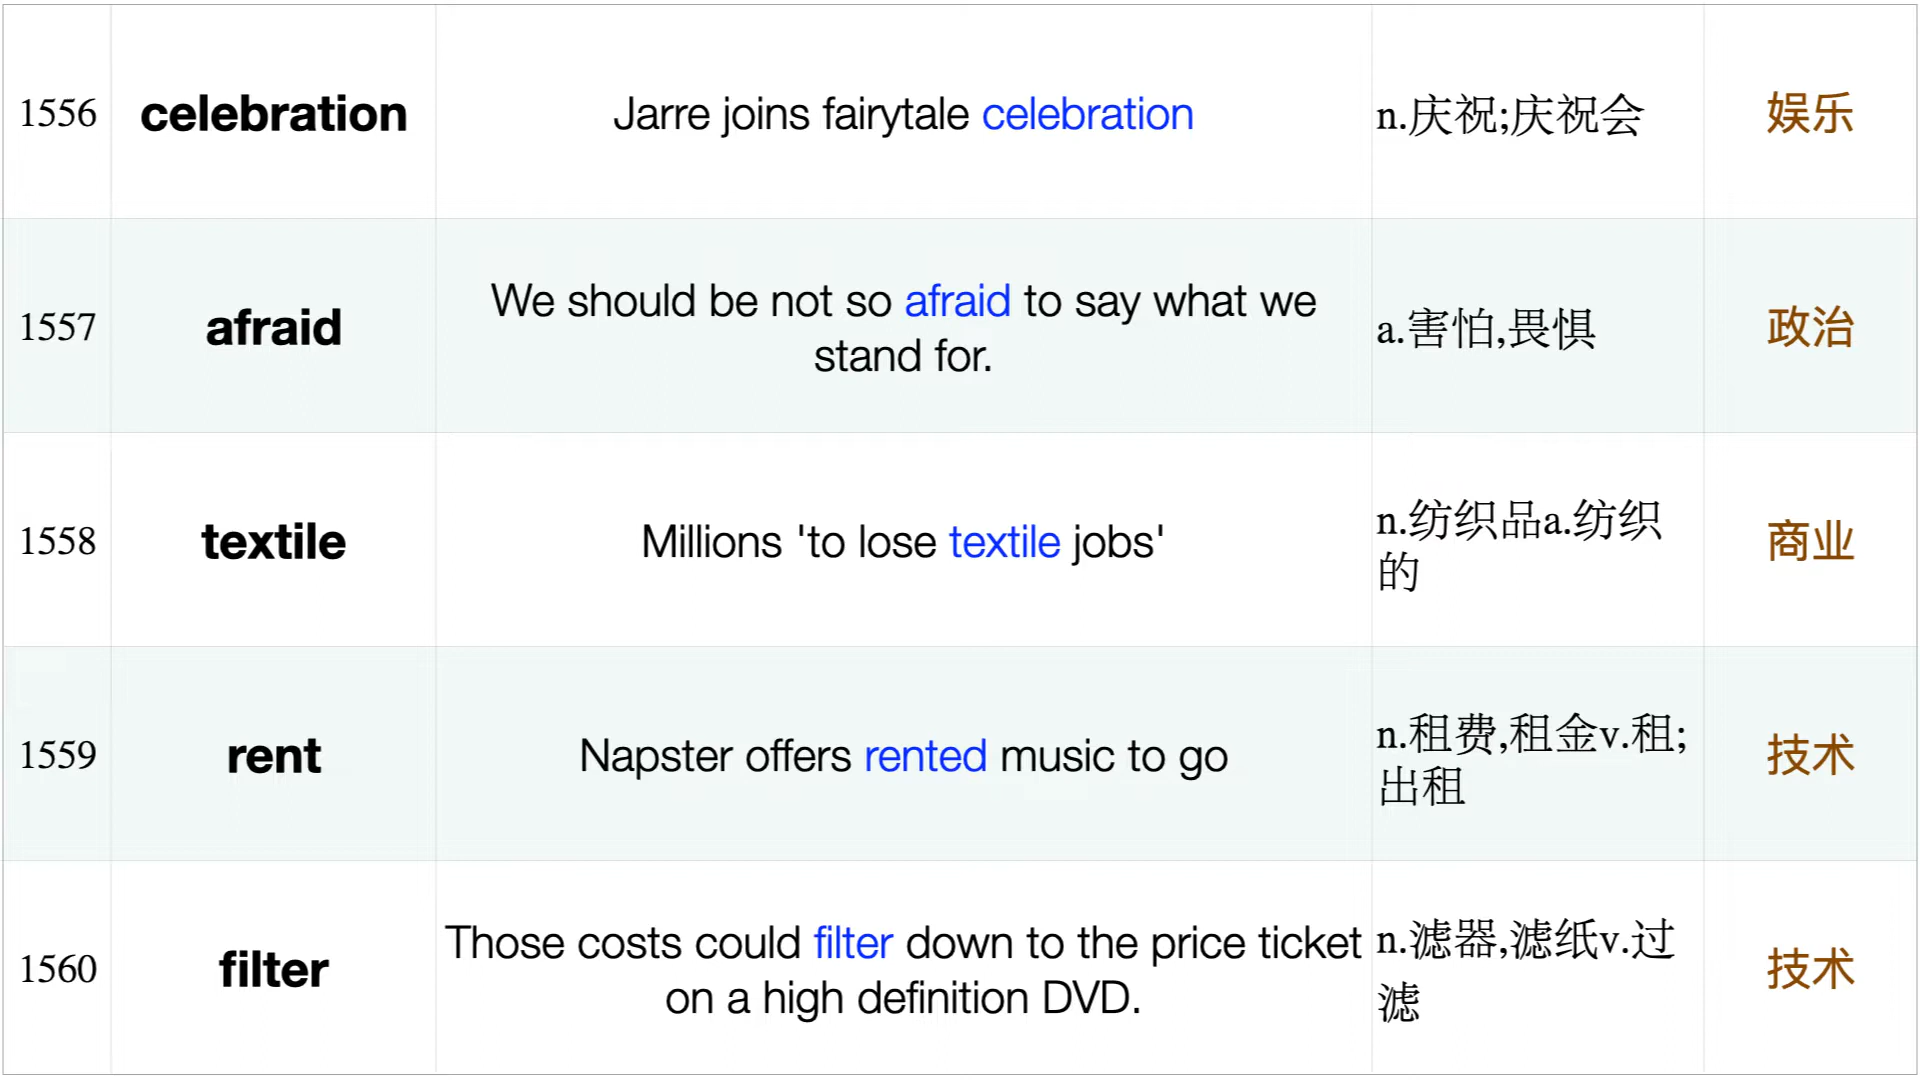 1556
celebration
Jarre joins fairytale celebration
n.庆祝;庆祝会
娱乐
1557
afraid
We should be not so afraid to say what we
stand for.
a.害怕,畏惧
政治
1558
textile
Millions 'to lose textile jobs'
n.纺织品a.纺织
的
商业
1559
rent
Napster offers rented music to go
n.租费,租金v.租;
出租
技术
1560
filter
Those costs could filter down to the price ticket
on a high definition DVD.
n.滤器,滤纸v.过
滤
技术